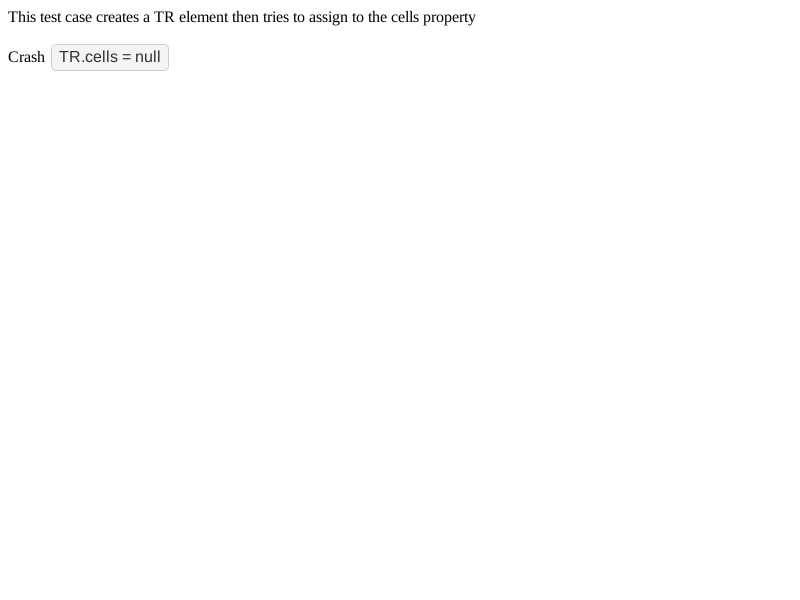 This test case creates a TR element then tries to assign to the cells property
Crash TR.cells = null